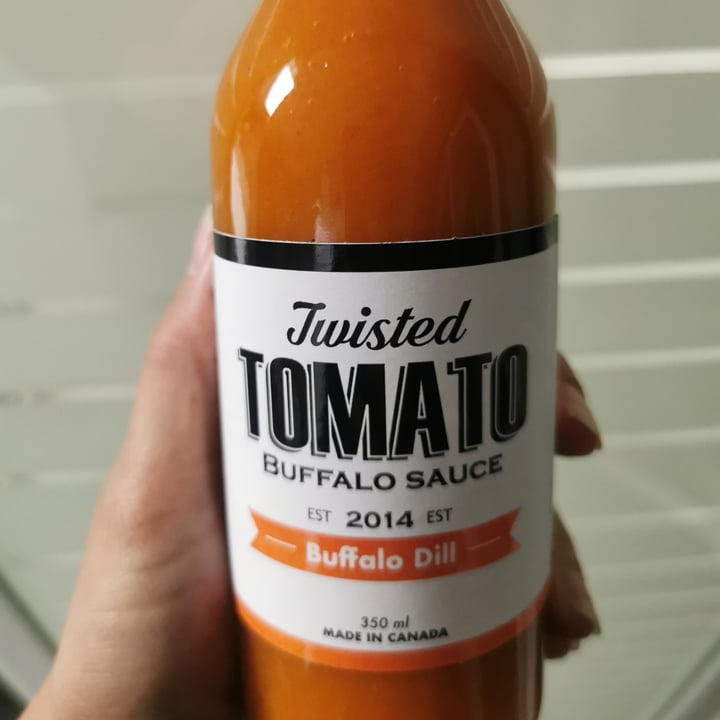 Twisted
TOMATO
BUFFALO SAUCE
EST 2014 EST
Buffalo Dill
350 ml
MADE IN CANADA